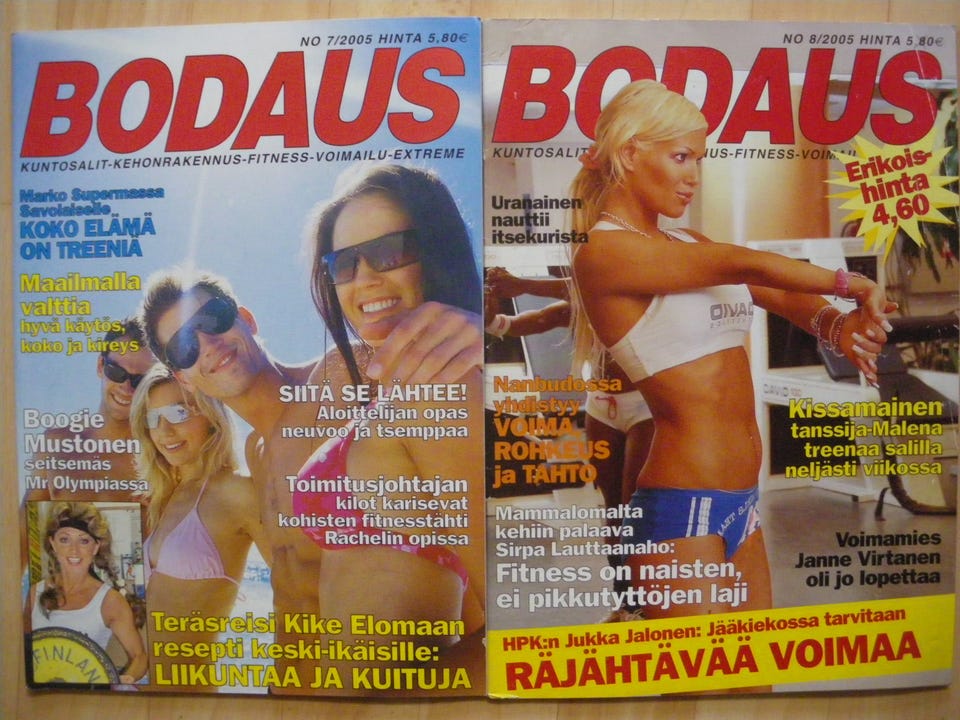 NO 7/2005 HINTA 5,80€
BODAUS
KUNTOSALIT-KEHONRAKENNUS-FITNESS-VOIMAILU-EXTREME
Marko Supermassa
Savolaiselle
KOKO ELÄMÄ
ON TREENIÄ
Maailmalla
valttia
hyvä käytös,
koko ja kireys
Boogie
Mustonen
seitsemäs
Mr Olympiassa
SIITÄ SE LÄHTEE!
Aloittelijan opas
neuvoo ja tsemppaa
Toimitusjohtajan
kilot karisevat
kohisten fitnesstähti
Rachelin opissa
FINLAN
Teräsreisi Kike Elomaan
resepti keski-ikäisille:
LIIKUNTAA JA KUITUJA
NO 8/2005 HINTA 5,80€
BODAUS
KUNTOSALIT NUS-FITNESS-VOIMAI
Erikois-
hinta
4,60
Uranainen
nauttii
itsekurista
Nanbudossa
yhdistyy
VOIMA
ROHKEUS
ja TAHTO
Kissamainen
tanssija-Malena
treenaa salilla
neljästi viikossa
Mammalomalta
kehiin palaava
Sirpa Lauttaanaho:
Fitness on naisten,
ei pikkutyttöjen laji
Voimamies
Janne Virtanen
oli jo lopettaa
HPK:n Jukka Jalonen: Jääkiekossa tarvitaan
RÄJÄHTÄVÄÄ VOIMAA